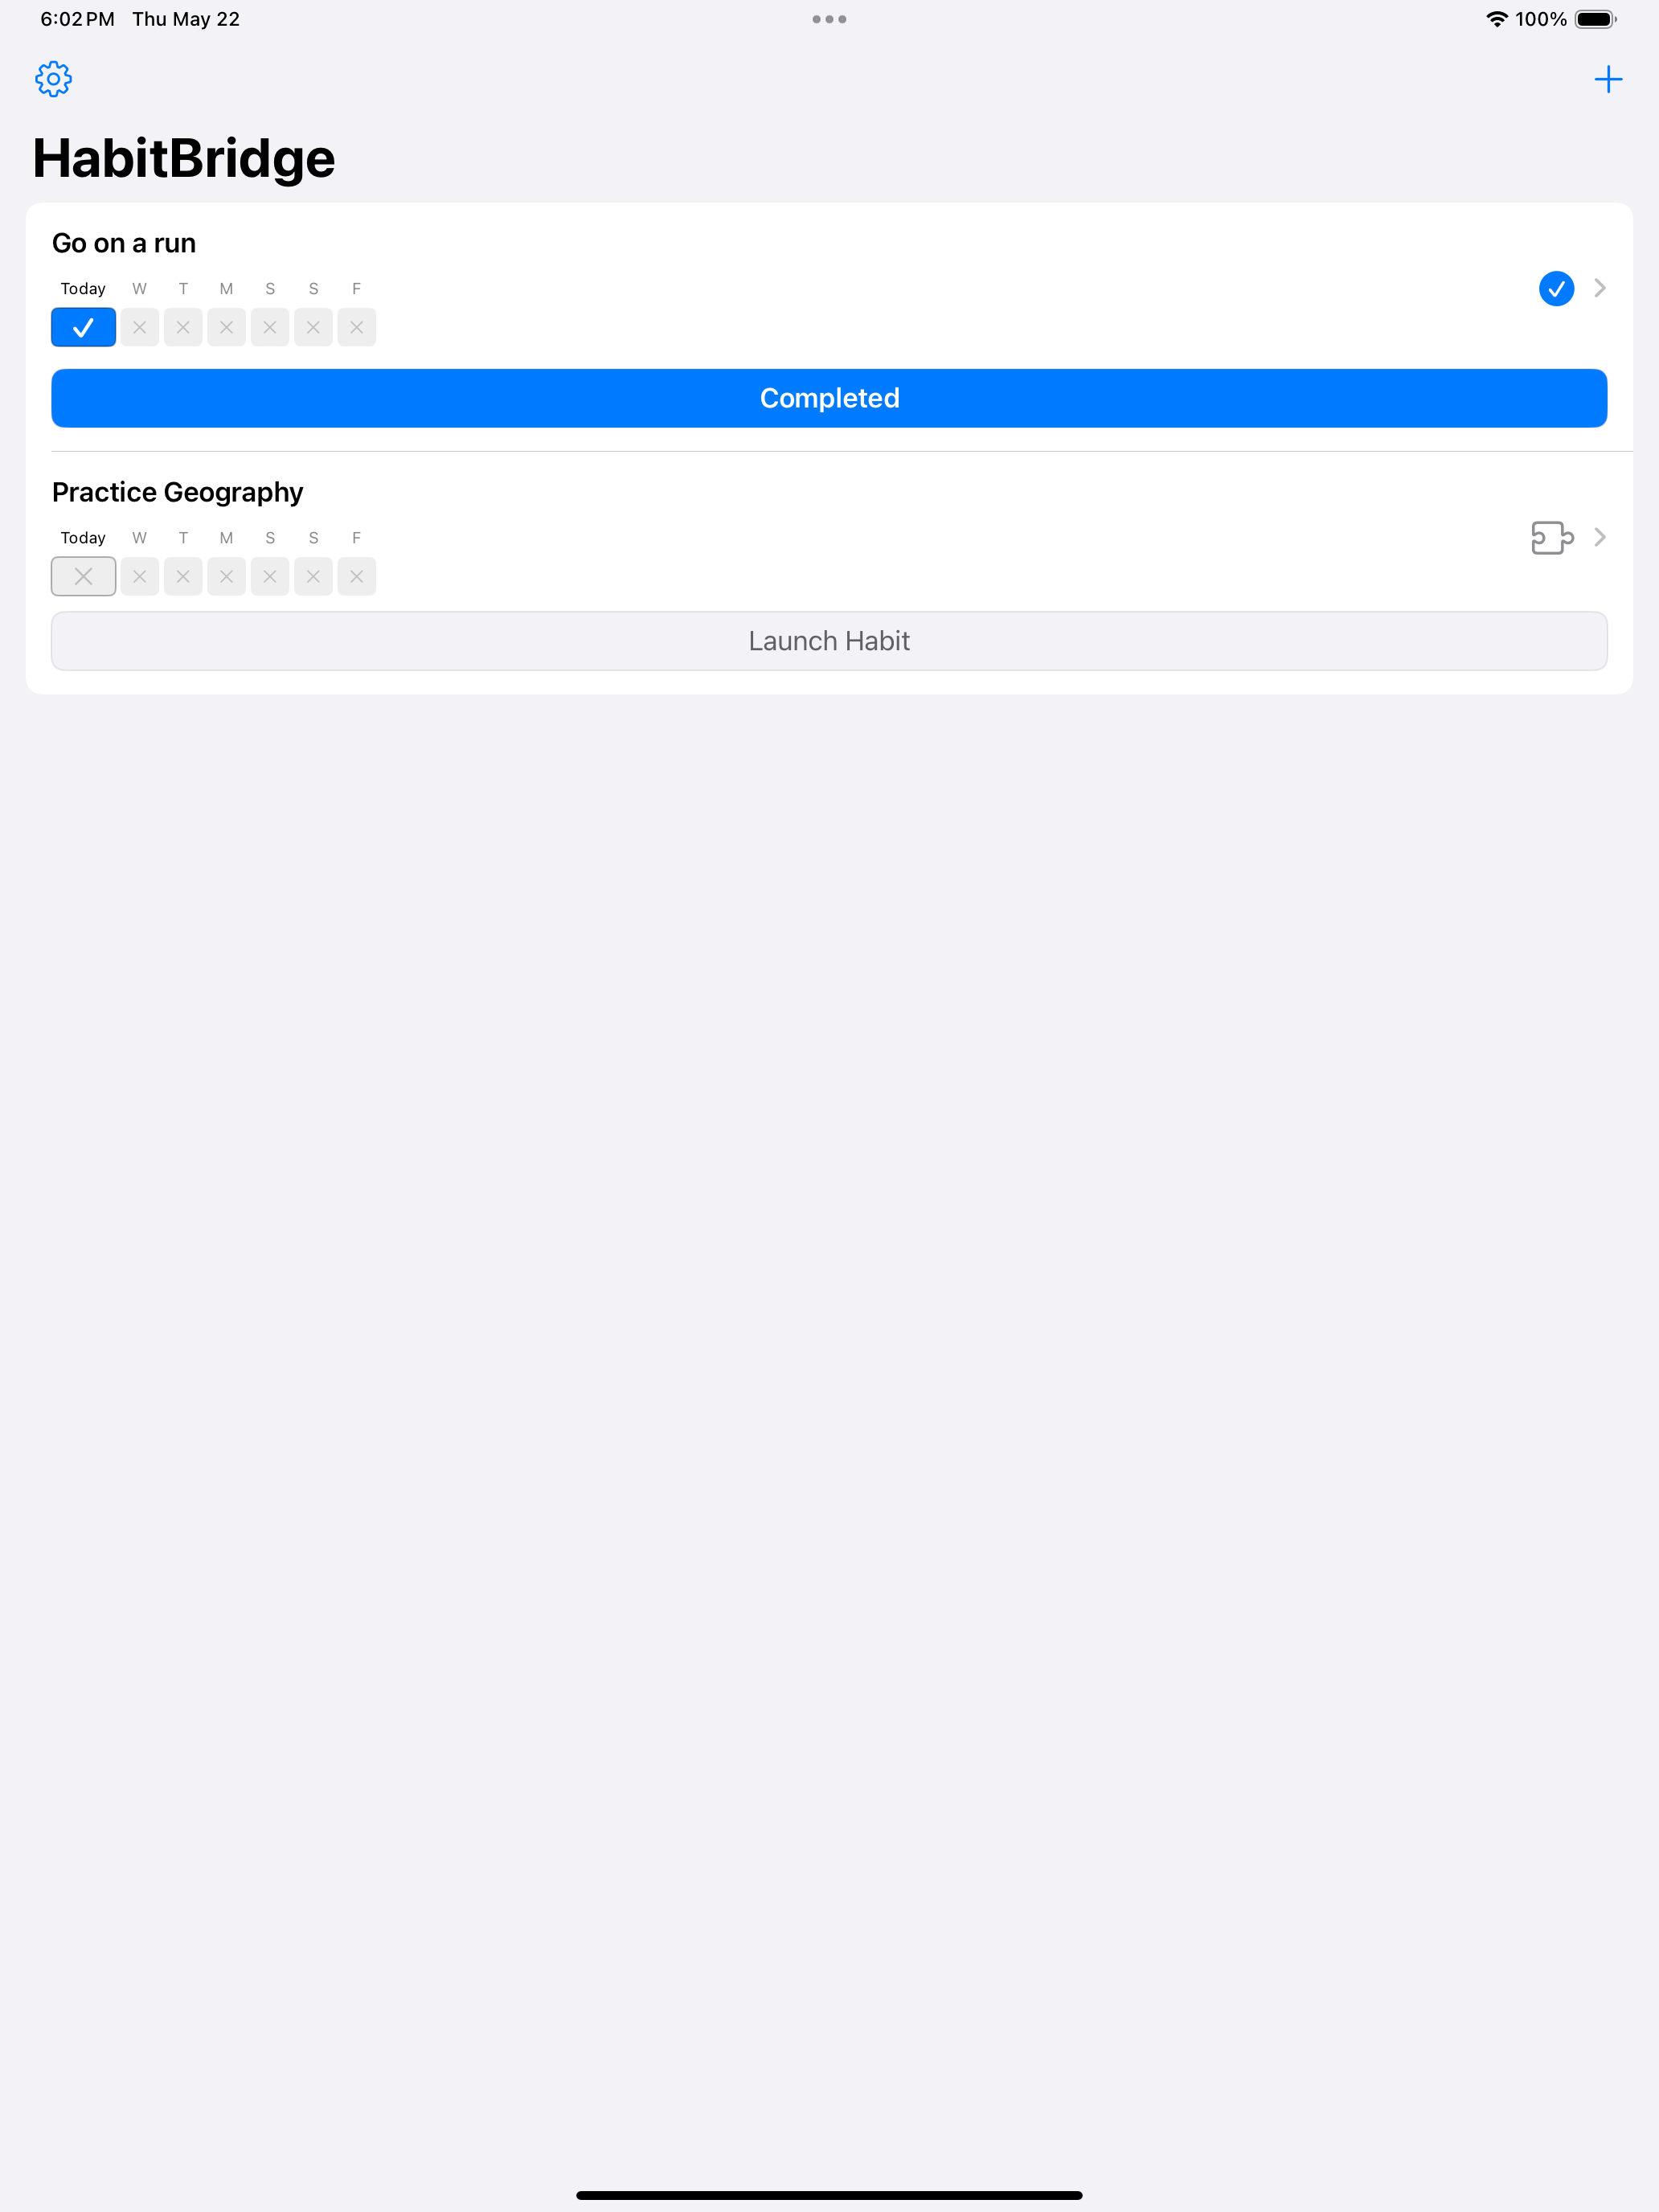 6:02 PM Thu May 22 100%
HabitBridge
Go on a run
Today W T M S S F
Completed
Practice Geography
Today W T M S S F
Launch Habit